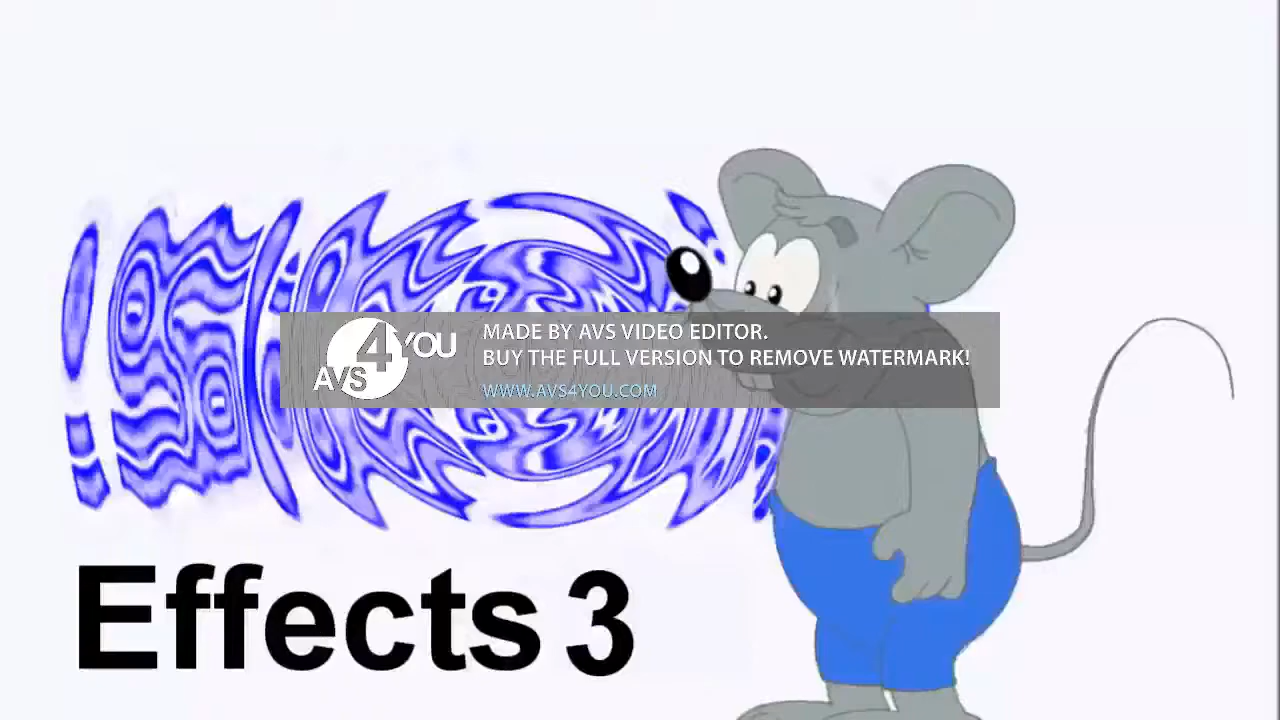 AVS4YOU
MADE BY AVS VIDEO EDITOR.
BUY THE FULL VERSION TO REMOVE WATERMARK!
WWW.AVS4YOU.COM
Effects 3